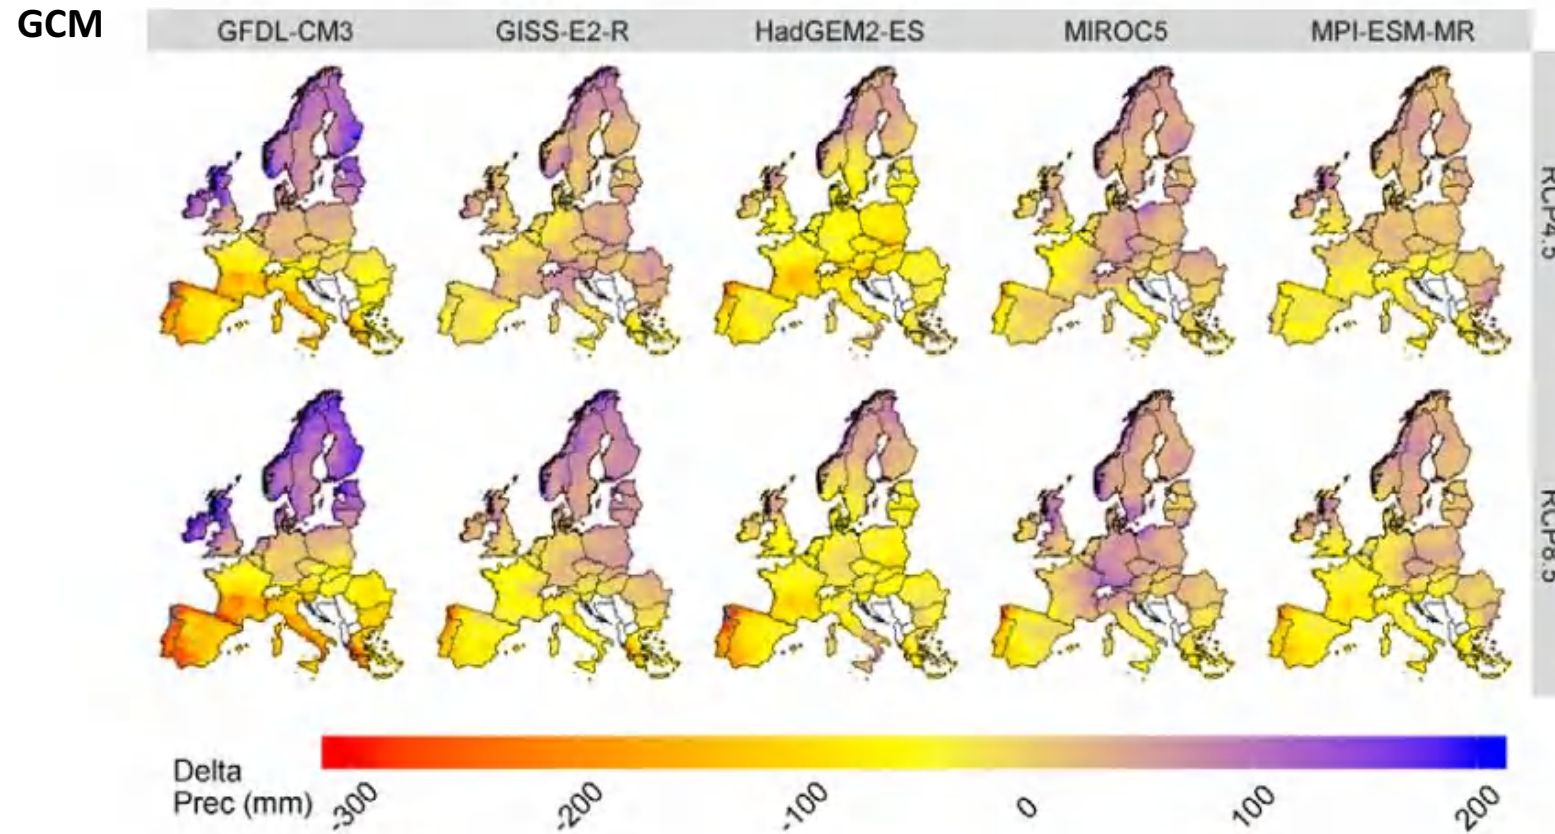 GCM
GFDL-CM3 GISS-E2-R HadGEM2-ES MIROC5 MPI-ESM-MR
RCP4.5
RCP8.5
Delta
Prec (mm)
-300 -200 -100 0 100 200